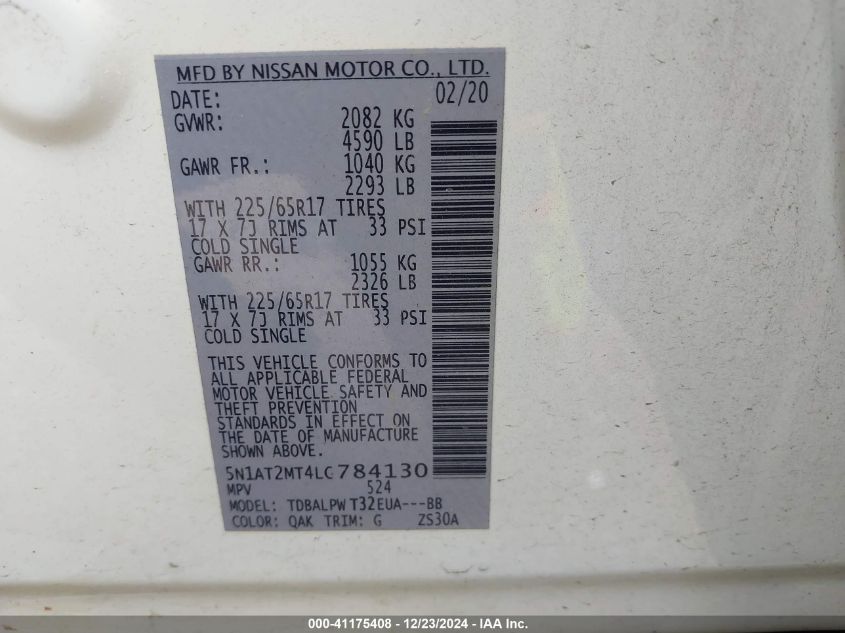 MFD BY NISSAN MOTOR CO., LTD.
DATE: 02/20
GVWR: 2082 KG
4590 LB
GAWR FR.: 1040 KG
2293 LB
WITH 225/65R17 TIRES
17 X 7J RIMS AT 33 PSI
COLD SINGLE
GAWR RR.: 1055 KG
2326 LB
WITH 225/65R17 TIRES
17 X 7J RIMS AT 33 PSI
COLD SINGLE
THIS VEHICLE CONFORMS TO
ALL APPLICABLE FEDERAL
MOTOR VEHICLE SAFETY AND
THEFT PREVENTION
STANDARDS IN EFFECT ON
THE DATE OF MANUFACTURE
SHOWN ABOVE.
5N1AT2MT4LC784130
MPV 524
MODEL: TDBALPW T32EUA---BB
COLOR: QAK TRIM: G ZS30A
000-41175408 - 12/23/2024 - IAA Inc.